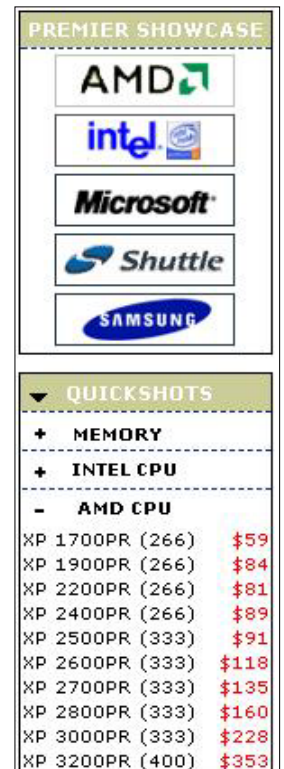 PREMIER SHOWCASE
AMD
intel
Microsoft
Shuttle
SAMSUNG
QUICKSHOTS
+ MEMORY
+ INTEL CPU
- AMD CPU
XP 1700PR (266) $59
XP 1900PR (266) $84
XP 2200PR (266) $81
XP 2400PR (266) $89
XP 2500PR (333) $91
XP 2600PR (333) $118
XP 2700PR (333) $135
XP 2800PR (333) $160
XP 3000PR (333) $228
XP 3200PR (400) $353